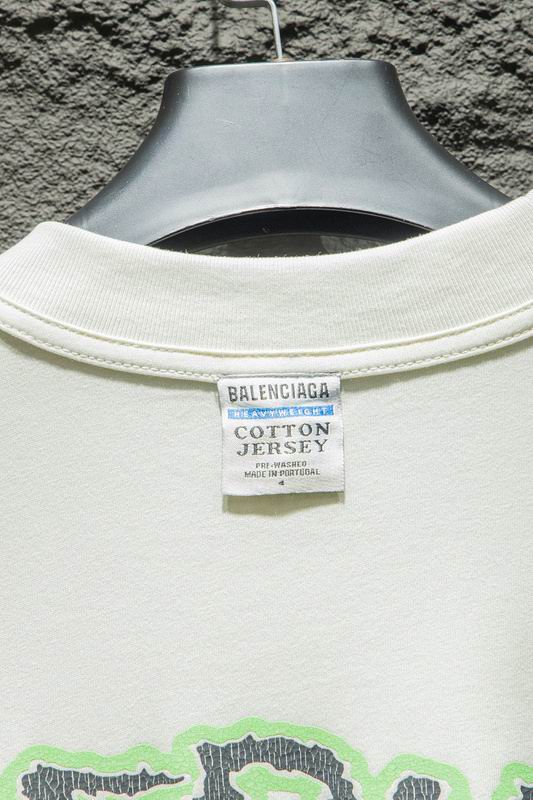 BALENCIAGA
HEAVYWEIGHT
COTTON
JERSEY
PRE-WASHED
MADE IN PORTUGAL
4